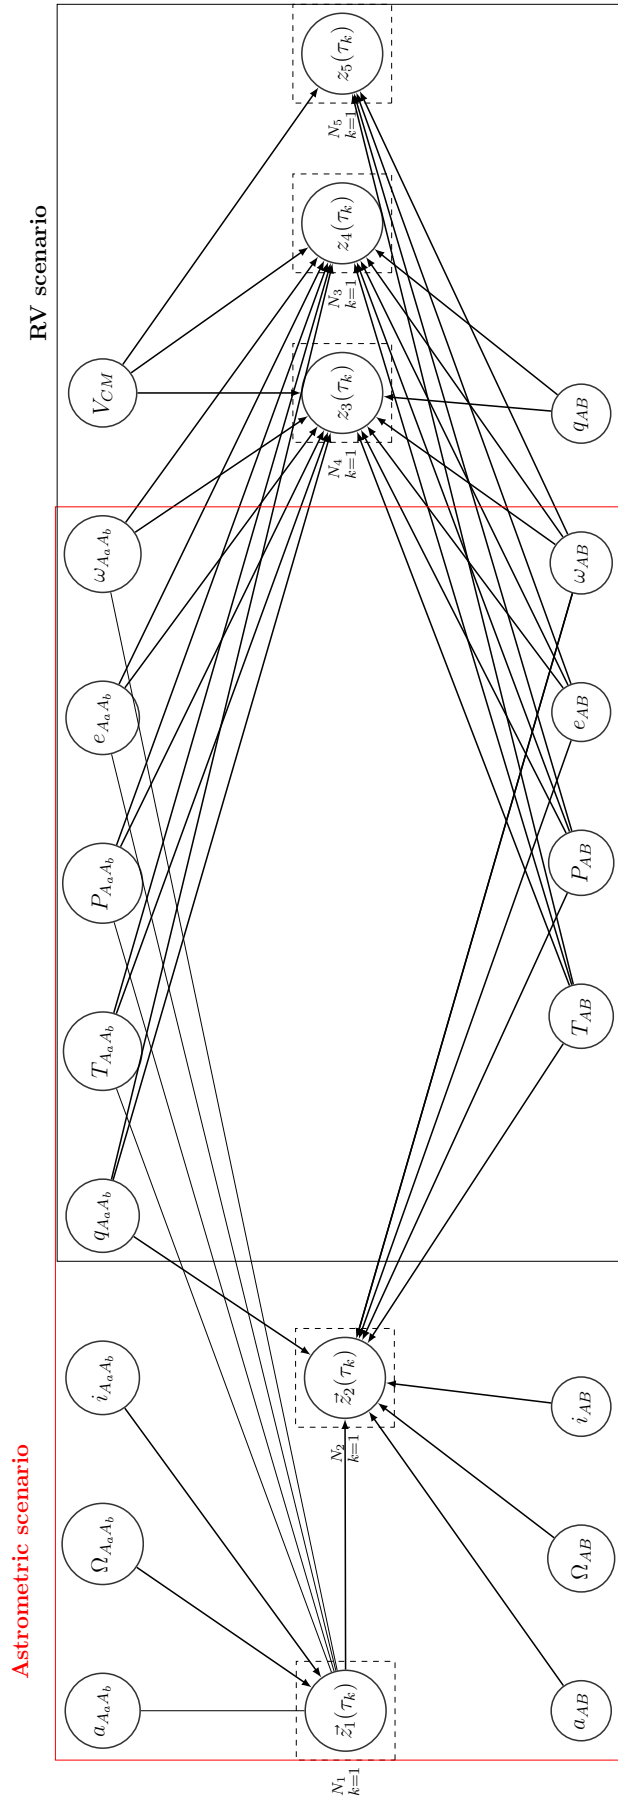 Astrometric scenario
RV scenario
a_{A_aA_b}
Ω_{A_aA_b}
i_{A_aA_b}
q_{A_aA_b}
T_{A_aA_b}
P_{A_aA_b}
e_{A_aA_b}
ω_{A_aA_b}
V_{CM}
\vec{z}_1(τ_k)
N_1
k=1
\vec{z}_2(τ_k)
N_2
k=1
z_3(τ_k)
N_4
k=1
z_4(τ_k)
N_3
k=1
z_5(τ_k)
N_5
k=1
a_{AB}
Ω_{AB}
i_{AB}
T_{AB}
P_{AB}
e_{AB}
ω_{AB}
q_{AB}